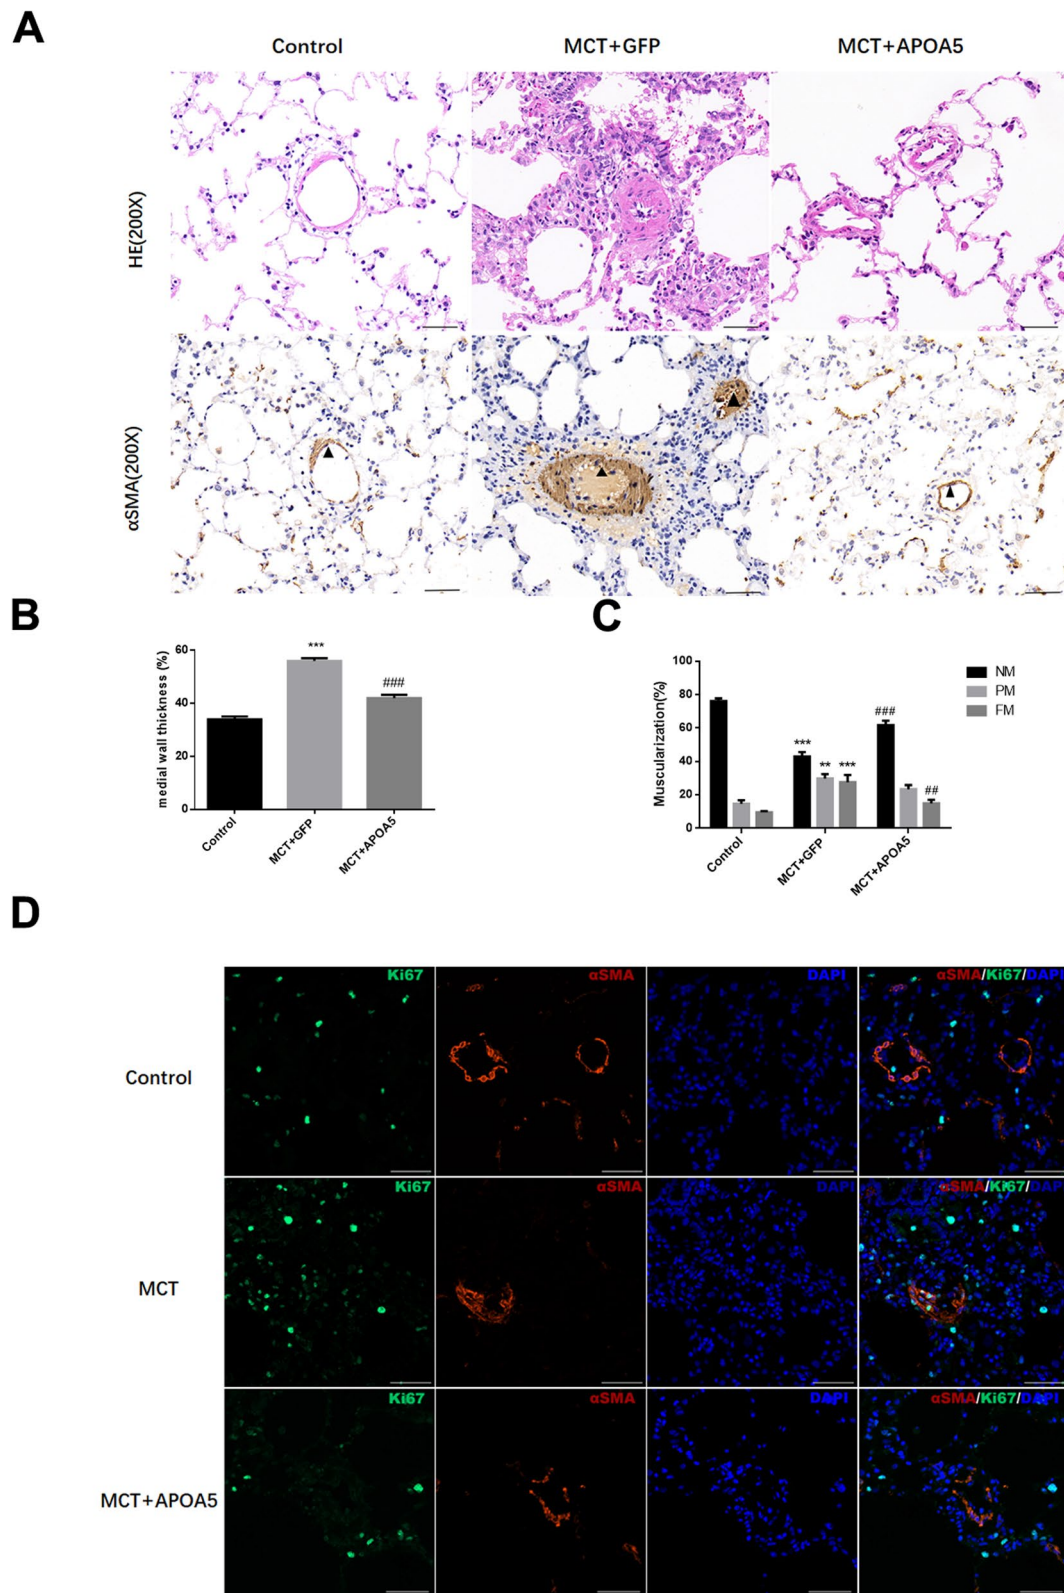 A
Control MCT+GFP MCT+APOA5
HE(200X)
αSMA(200X)
B
medial wall thickness (%)
60
40
20
0
***
###
Control
MCT+GFP
MCT+APOA5
C
Muscularization(%)
100
80
60
40
20
0
***
**
***
###
##
Control
MCT+GFP
MCT+APOA5
NM
PM
FM
D
Ki67 αSMA DAPI αSMA/Ki67/DAPI
Control
Ki67 αSMA DAPI αSMA/Ki67/DAPI
MCT
Ki67 αSMA DAPI αSMA/Ki67/DAPI
MCT+APOA5